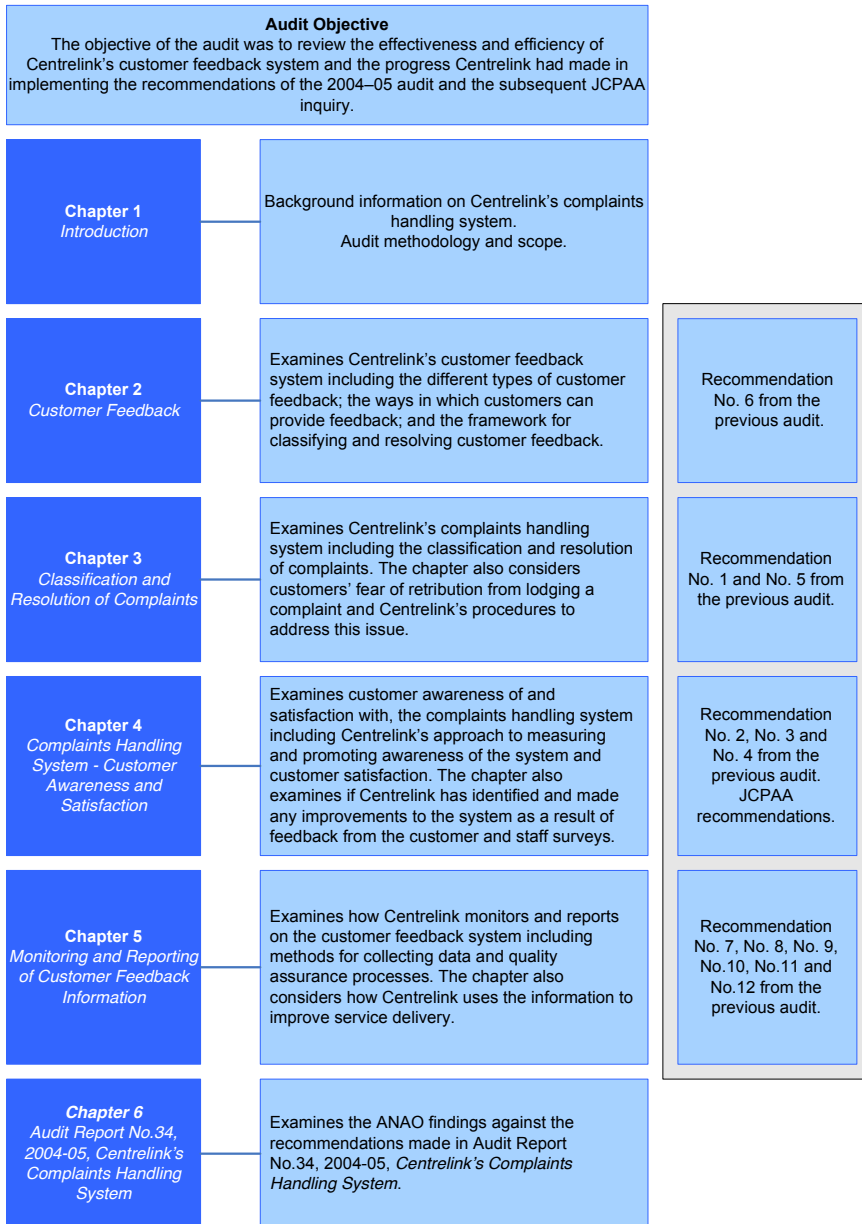 Audit Objective
The objective of the audit was to review the effectiveness and efficiency of
Centrelink's customer feedback system and the progress Centrelink had made in
implementing the recommendations of the 2004–05 audit and the subsequent JCPAA
inquiry.
Chapter 1
Introduction
Background information on Centrelink's complaints
handling system.
Audit methodology and scope.
Chapter 2
Customer Feedback
Examines Centrelink's customer feedback
system including the different types of customer
feedback; the ways in which customers can
provide feedback; and the framework for
classifying and resolving customer feedback.
Recommendation
No. 6 from the
previous audit.
Chapter 3
Classification and
Resolution of Complaints
Examines Centrelink's complaints handling
system including the classification and resolution
of complaints. The chapter also considers
customers' fear of retribution from lodging a
complaint and Centrelink's procedures to
address this issue.
Recommendation
No. 1 and No. 5 from
the previous audit.
Chapter 4
Complaints Handling
System - Customer
Awareness and
Satisfaction
Examines customer awareness of and
satisfaction with, the complaints handling system
including Centrelink's approach to measuring
and promoting awareness of the system and
customer satisfaction. The chapter also
examines if Centrelink has identified and made
any improvements to the system as a result of
feedback from the customer and staff surveys.
Recommendation
No. 2, No. 3 and
No. 4 from the
previous audit.
JCPAA
recommendations.
Chapter 5
Monitoring and Reporting
of Customer Feedback
Information
Examines how Centrelink monitors and reports
on the customer feedback system including
methods for collecting data and quality
assurance processes. The chapter also
considers how Centrelink uses the information to
improve service delivery.
Recommendation
No. 7, No. 8, No. 9,
No.10, No.11 and
No.12 from the
previous audit.
Chapter 6
Audit Report No.34,
2004-05, Centrelink's
Complaints Handling
System
Examines the ANAO findings against the
recommendations made in Audit Report
No.34, 2004-05, Centrelink's Complaints
Handling System.